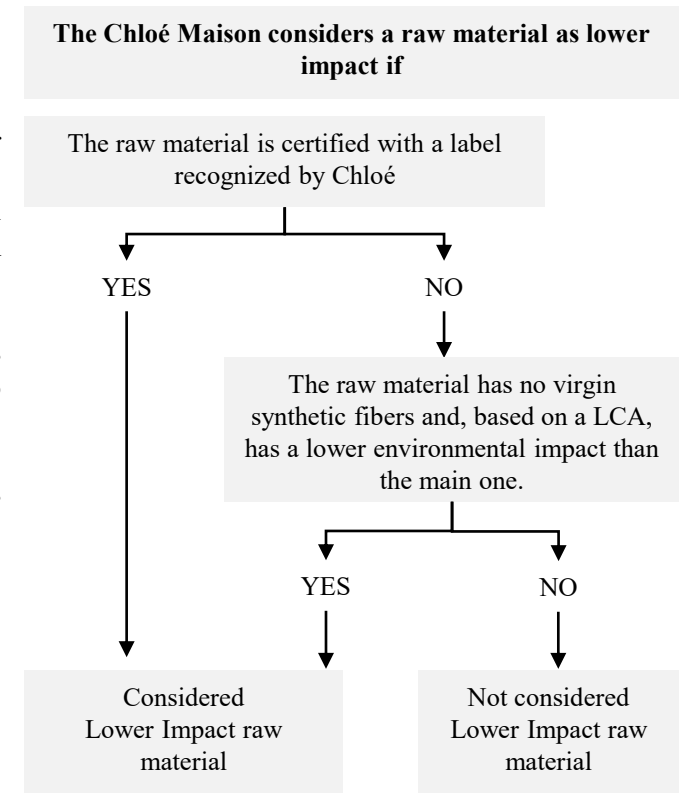 The Chloé Maison considers a raw material as lower
impact if
The raw material is certified with a label
recognized by Chloé
YES
NO
The raw material has no virgin
synthetic fibers and, based on a LCA,
has a lower environmental impact than
the main one.
YES
NO
Considered
Lower Impact raw
material
Not considered
Lower Impact raw
material